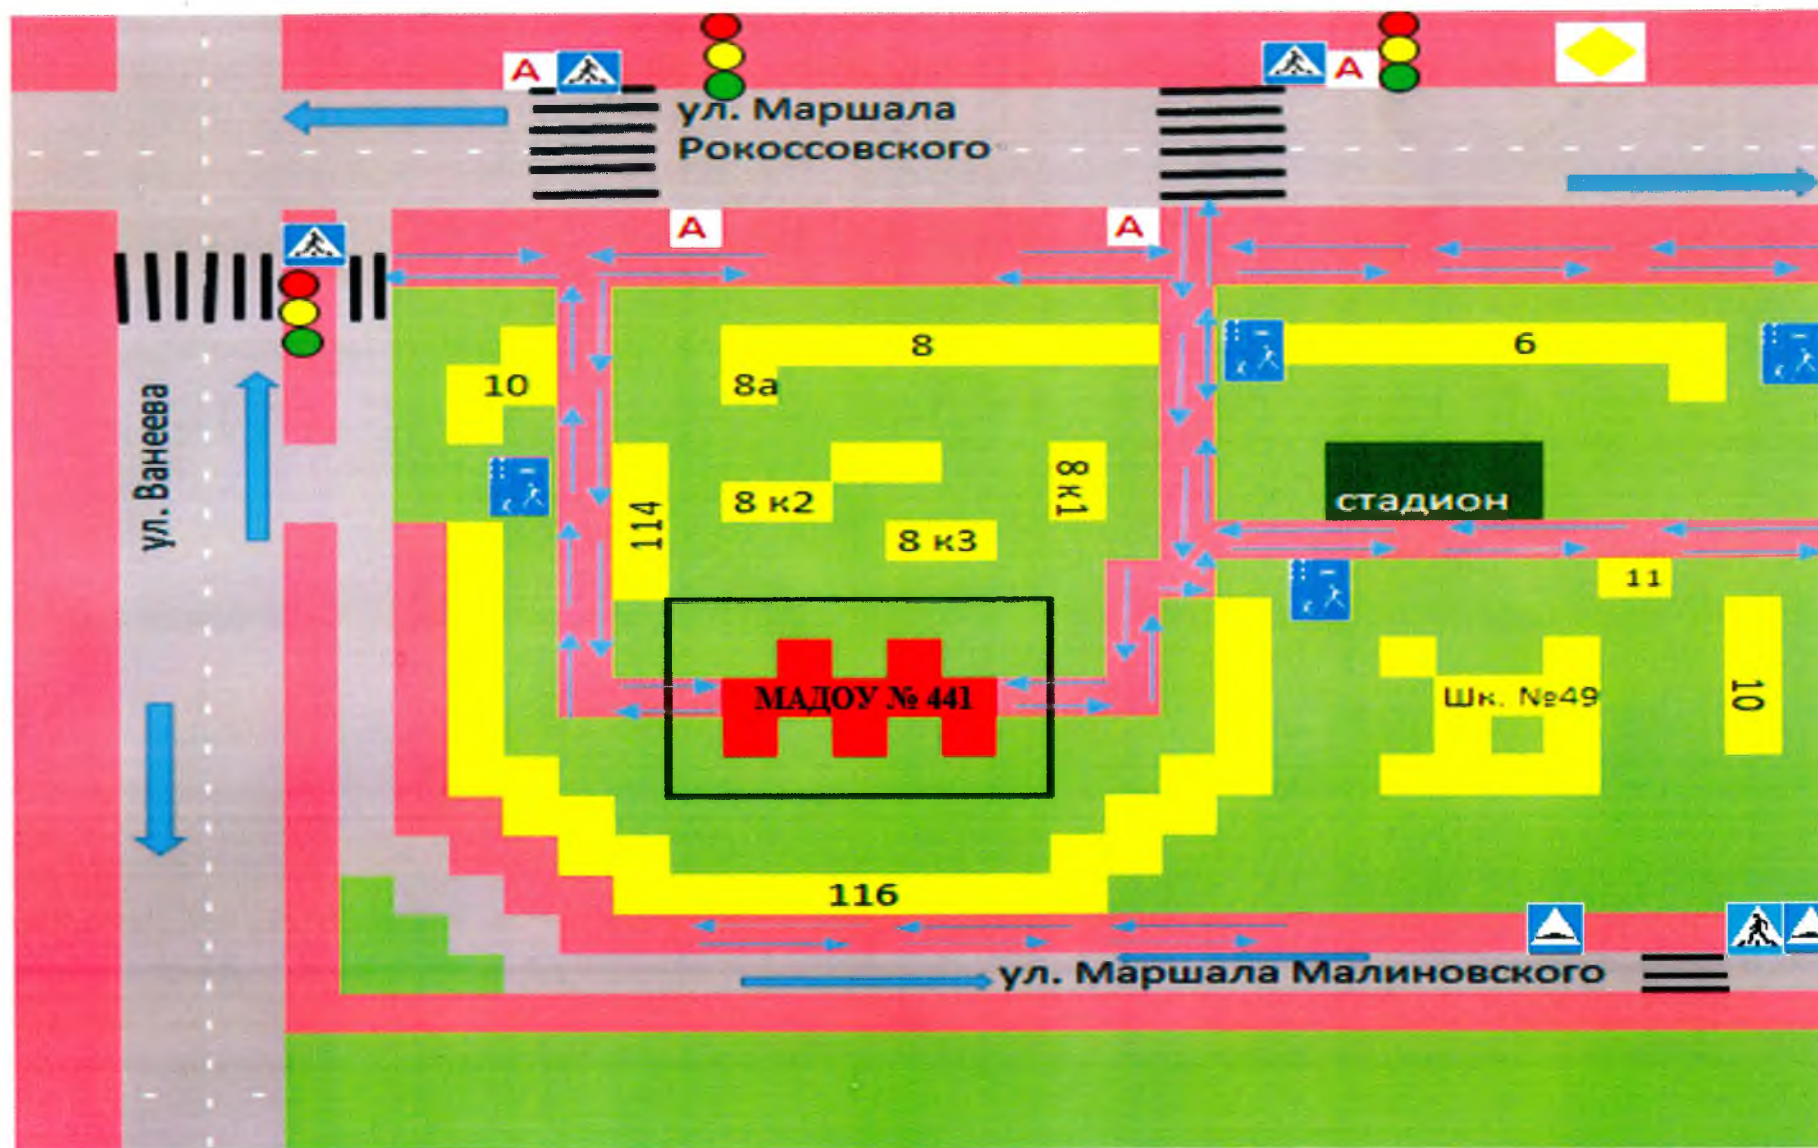 А
А
ул. Маршала
Рокоссовского
А
А
8
6
10
8а
ул. Ванеева
114
8 к2
8 к1
8 к3
стадион
11
МАДОУ № 441
Шк. №49
10
116
ул. Маршала Малиновского